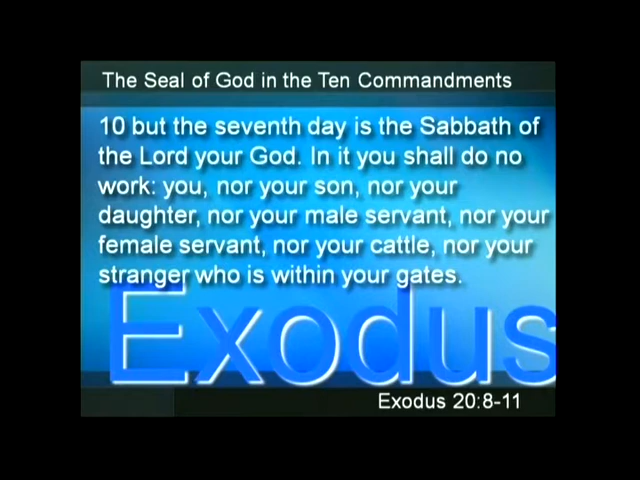 The Seal of God in the Ten Commandments
10 but the seventh day is the Sabbath of
the Lord your God. In it you shall do no
work: you, nor your son, nor your
daughter, nor your male servant, nor your
female servant, nor your cattle, nor your
stranger who is within your gates.
Exodus
Exodus 20:8-11